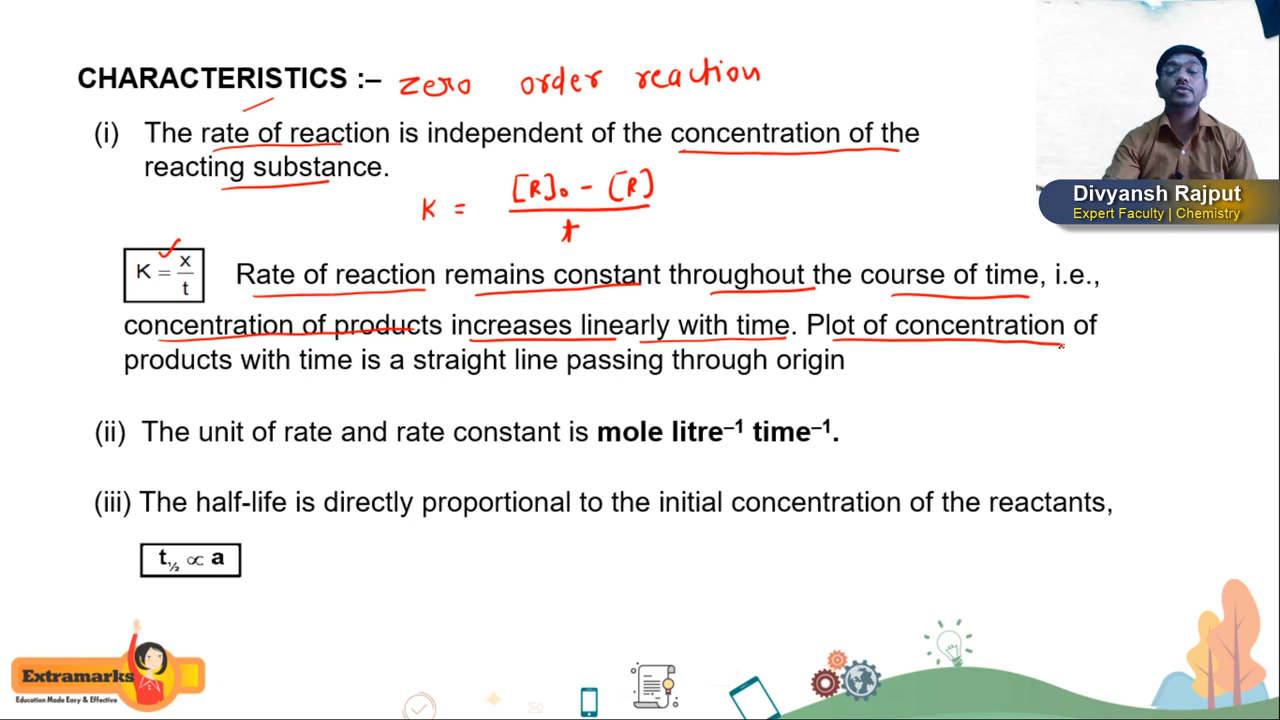 CHARACTERISTICS :– zero order reaction
(i) The rate of reaction is independent of the concentration of the
reacting substance.
K = [R]₀ - [R] / t
K = x / t Rate of reaction remains constant throughout the course of time, i.e.,
concentration of products increases linearly with time. Plot of concentration of
products with time is a straight line passing through origin
(ii) The unit of rate and rate constant is mole litre⁻¹ time⁻¹.
(iii) The half-life is directly proportional to the initial concentration of the reactants,
t½ ∝ a
Divyansh Rajput
Expert Faculty | Chemistry
Extramarks
Education Made Easy & Effective